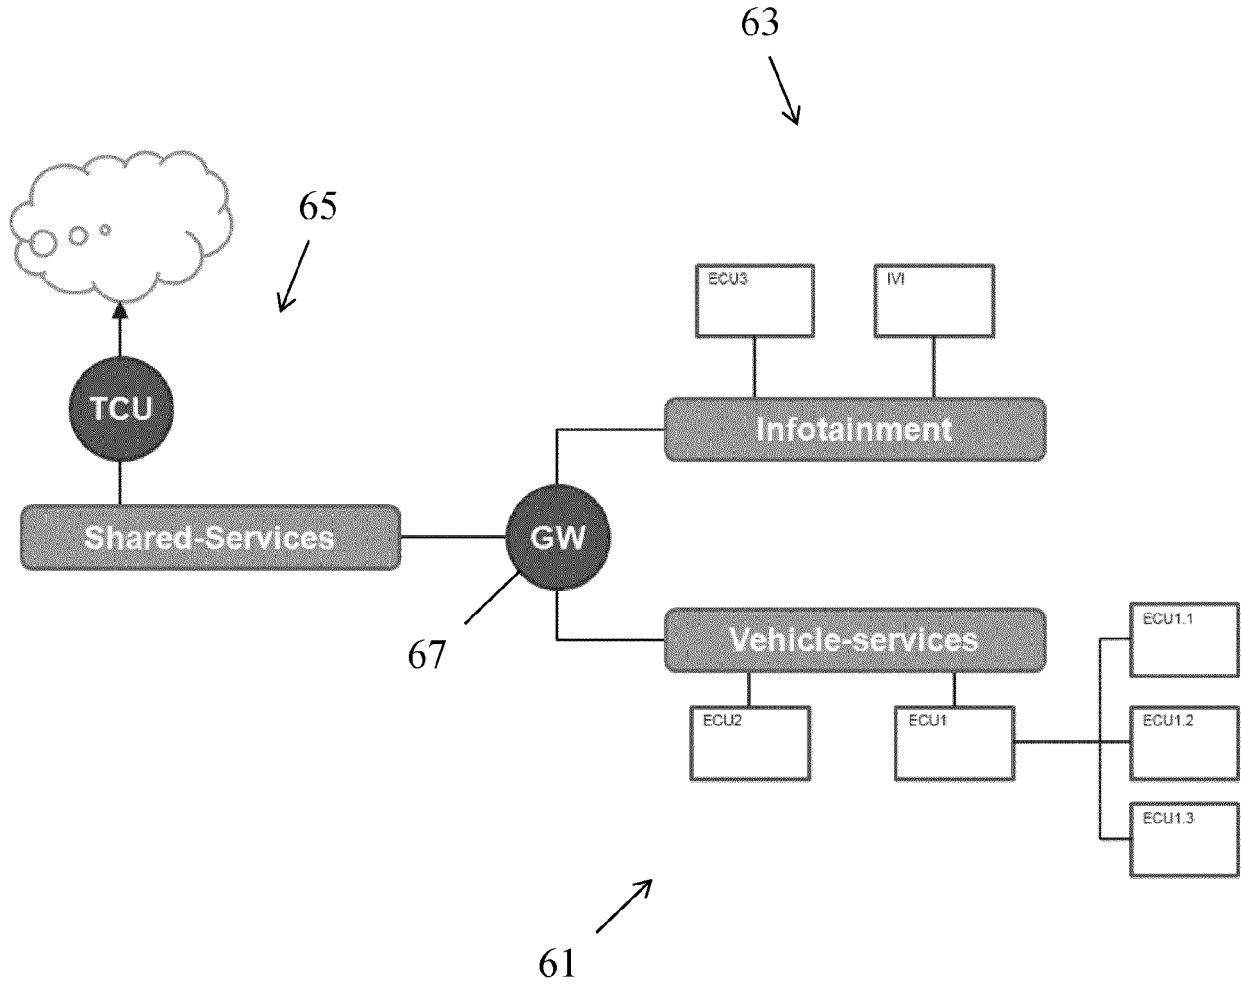 63
65
ECU3
IVI
TCU
Infotainment
Shared-Services
GW
67
Vehicle-services
ECU1.1
ECU2
ECU1
ECU1.2
ECU1.3
61